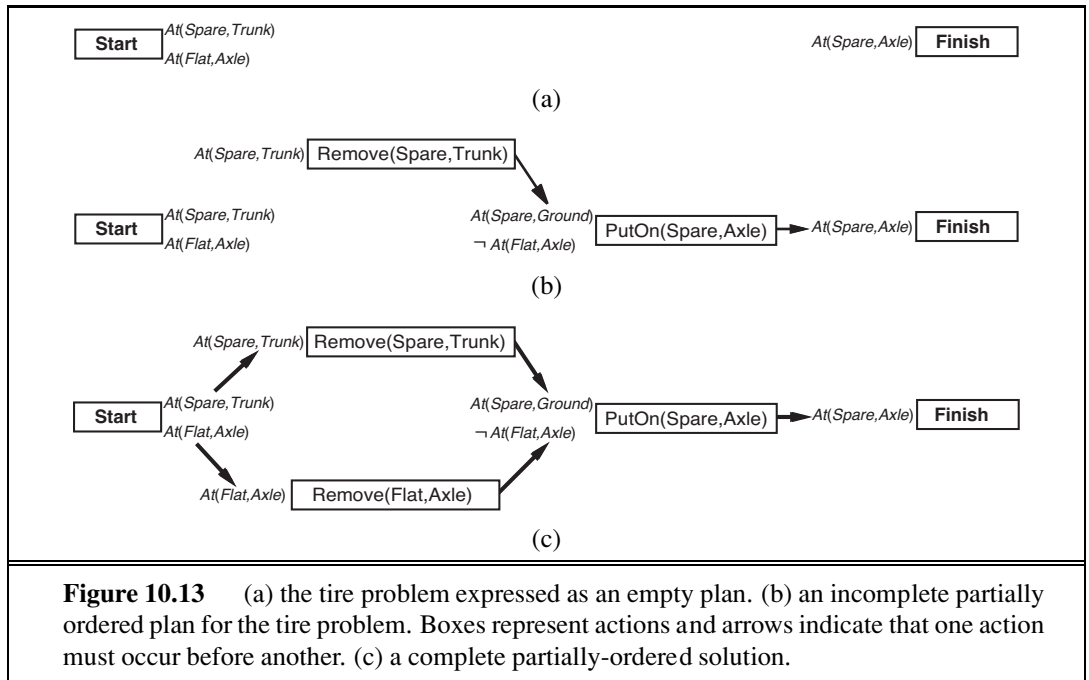 At(Spare,Trunk)
Start
At(Flat,Axle)
At(Spare,Axle)
Finish
(a)
At(Spare,Trunk)
Remove(Spare,Trunk)
At(Spare,Trunk)
Start
At(Flat,Axle)
At(Spare,Ground)
¬ At(Flat,Axle)
PutOn(Spare,Axle)
At(Spare,Axle)
Finish
(b)
At(Spare,Trunk)
Remove(Spare,Trunk)
At(Spare,Trunk)
Start
At(Flat,Axle)
At(Spare,Ground)
¬ At(Flat,Axle)
PutOn(Spare,Axle)
At(Spare,Axle)
Finish
At(Flat,Axle)
Remove(Flat,Axle)
(c)
Figure 10.13 (a) the tire problem expressed as an empty plan. (b) an incomplete partially
ordered plan for the tire problem. Boxes represent actions and arrows indicate that one action
must occur before another. (c) a complete partially-ordered solution.